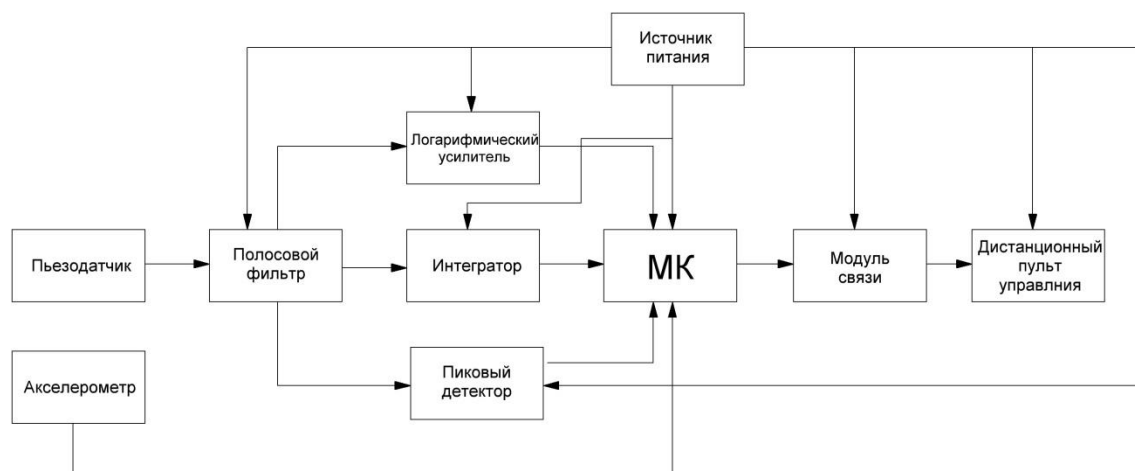 Источник
питания
Логарифмический
усилитель
Пьезодатчик
Полосовой
фильтр
Интегратор
МК
Модуль
связи
Дистанционный
пульт
управлния
Акселерометр
Пиковый
детектор